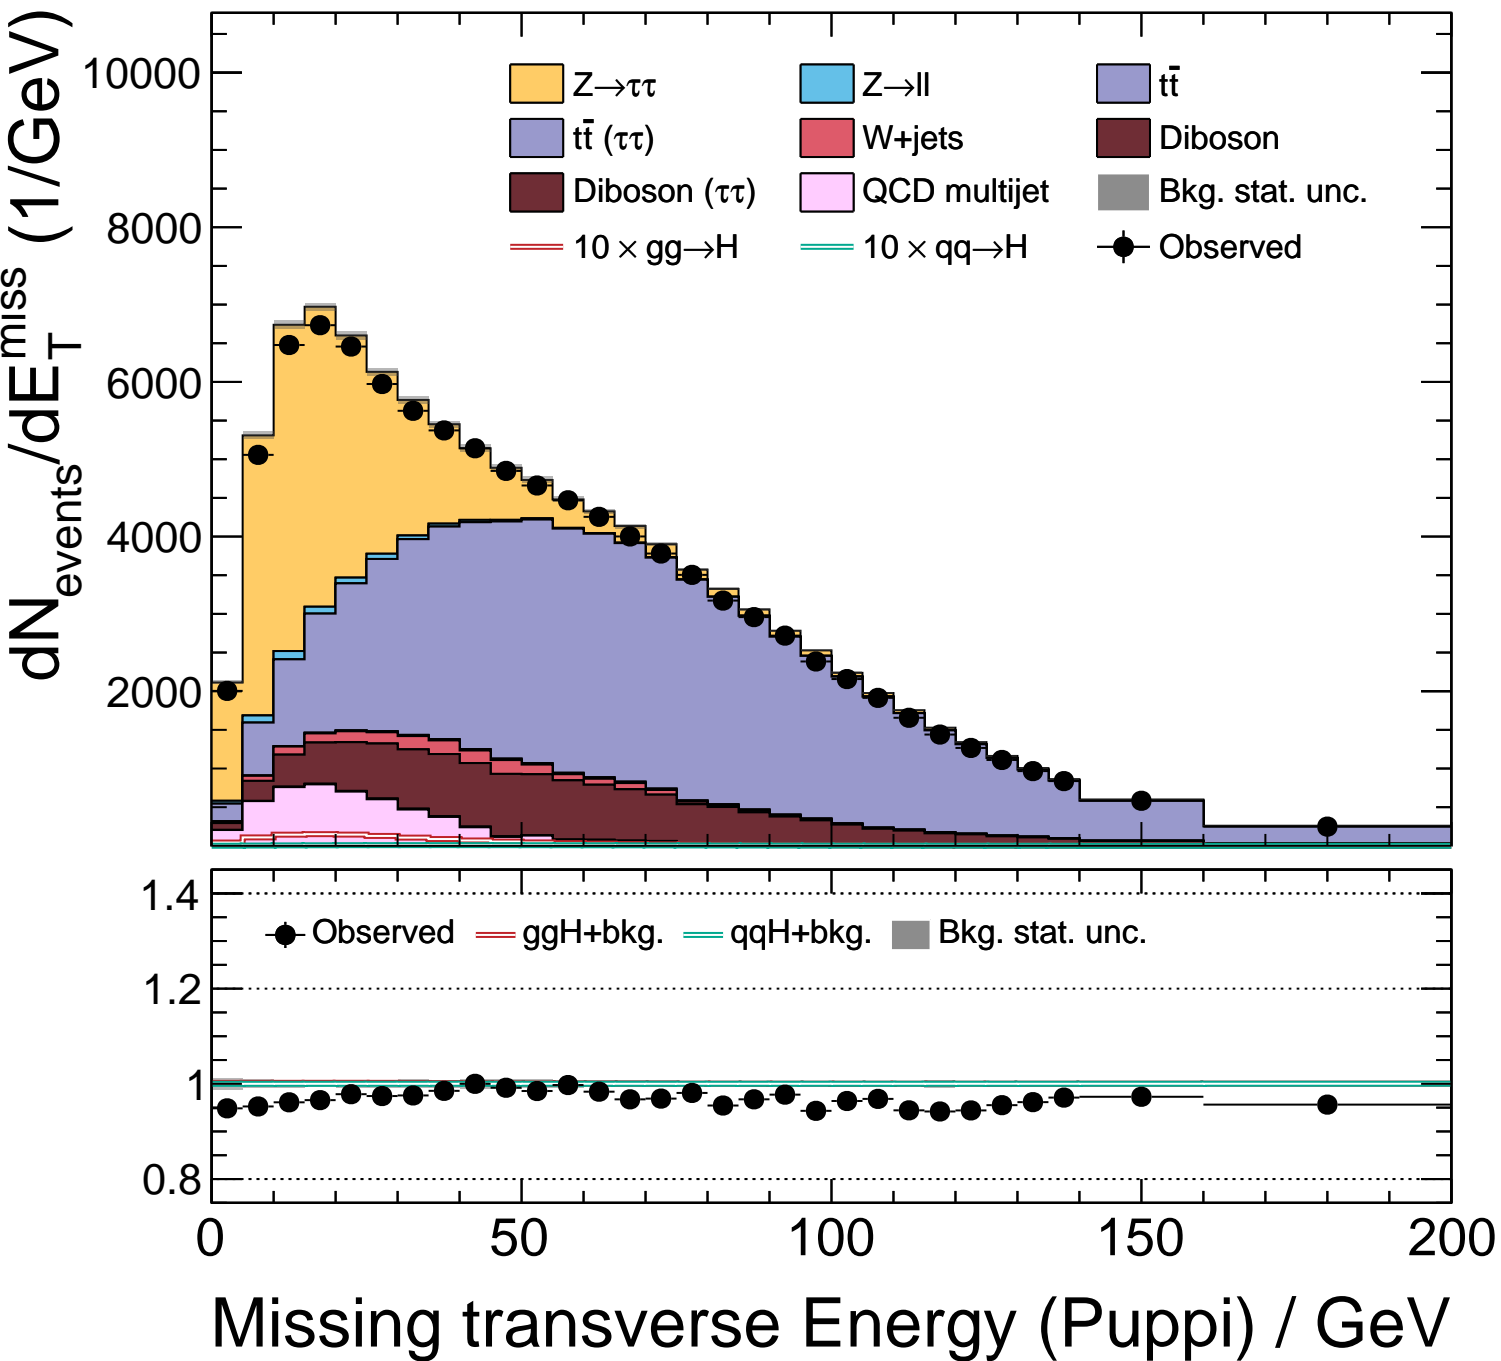 dN_events/dE_T^miss (1/GeV)
10000
8000
6000
4000
2000
Z→ττ
Z→ll
tt̄
tt̄ (ττ)
W+jets
Diboson
Diboson (ττ)
QCD multijet
Bkg. stat. unc.
10 × gg→H
10 × qq→H
Observed
1.4
1.2
1
0.8
Observed
ggH+bkg.
qqH+bkg.
Bkg. stat. unc.
0
50
100
150
200
Missing transverse Energy (Puppi) / GeV